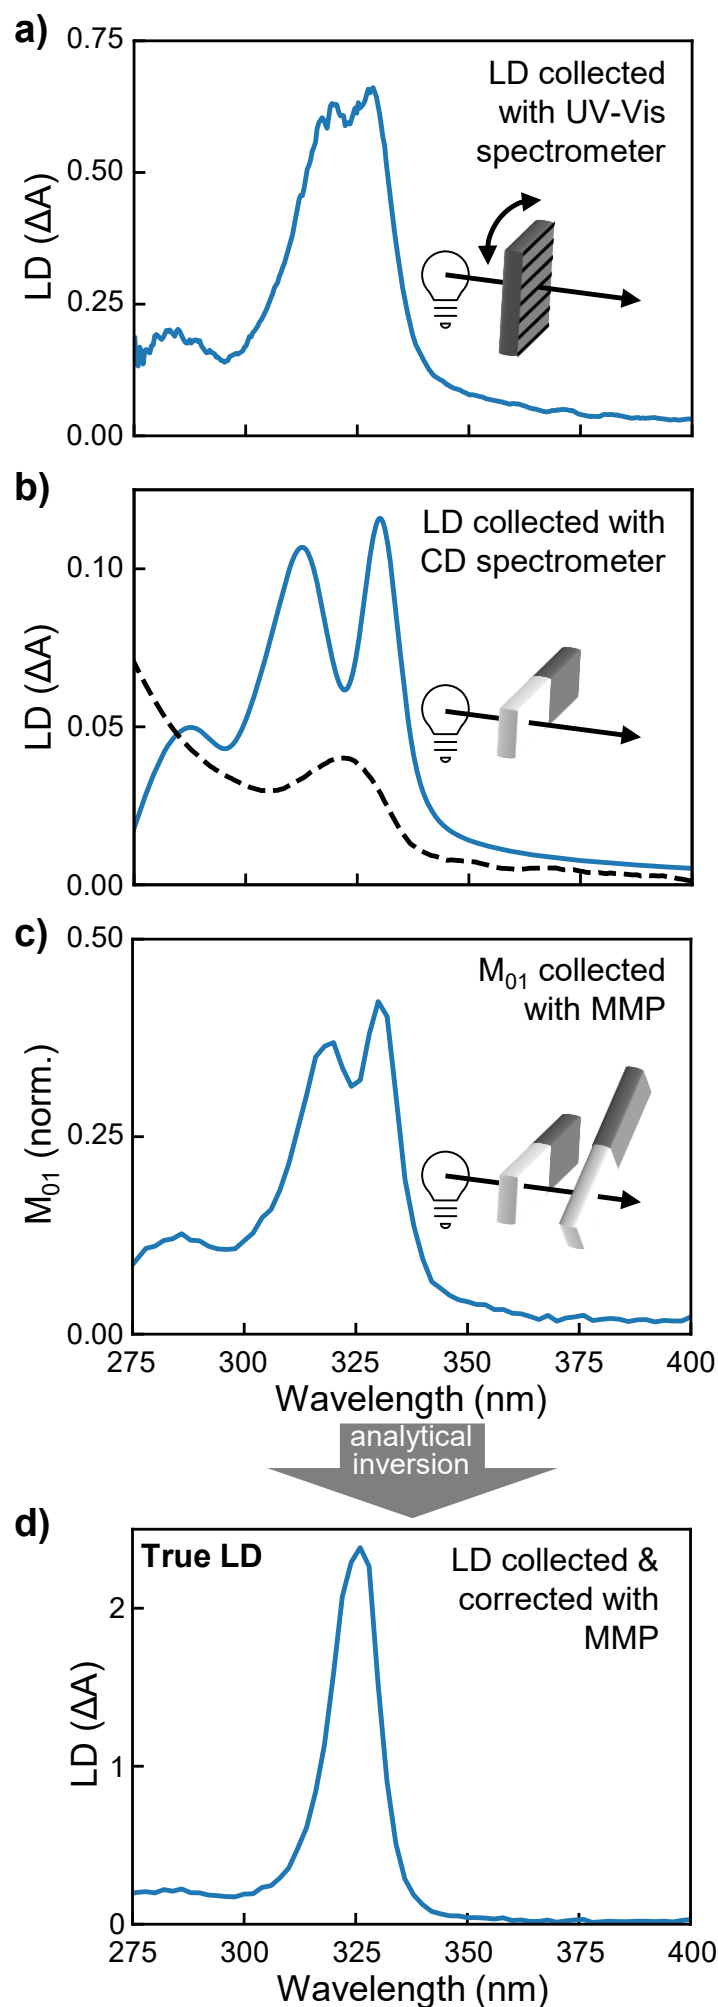 a)
0.75
0.50
0.25
0.00
LD (ΔA)
LD collected
with UV-Vis
spectrometer
b)
0.10
0.05
0.00
LD (ΔA)
LD collected with
CD spectrometer
c)
0.50
0.25
0.00
M01 (norm.)
M01 collected
with MMP
275 300 325 350 375 400
Wavelength (nm)
analytical
inversion
d)
True LD
LD collected &
corrected with
MMP
2
1
0
LD (ΔA)
275 300 325 350 375 400
Wavelength (nm)